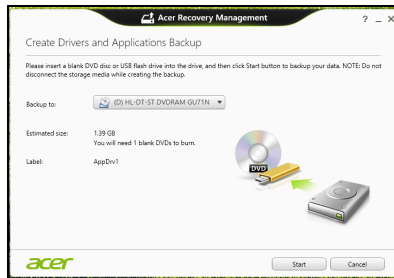 Acer Recovery Management
? _ X
Create Drivers and Applications Backup
Please insert a blank DVD disc or USB flash drive into the drive, and then click Start button to backup your data. NOTE: Do not
disconnect the storage media while creating the backup.
Backup to: (D) HL-DT-ST DVDRAM GU71N
Estimated size: 1.39 GB
You will need 1 blank DVDs to burn.
Label: AppDrv1
DVD
acer
Start Cancel